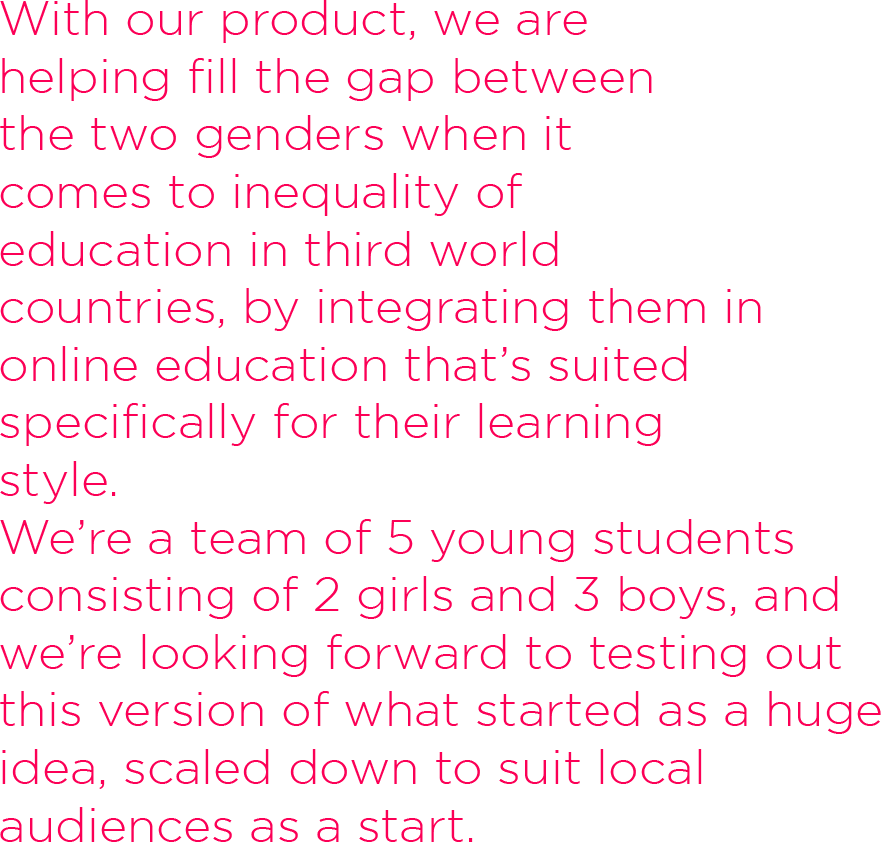 With our product, we are
helping fill the gap between
the two genders when it
comes to inequality of
education in third world
countries, by integrating them in
online education that’s suited
specifically for their learning
style.
We’re a team of 5 young students
consisting of 2 girls and 3 boys, and
we’re looking forward to testing out
this version of what started as a huge
idea, scaled down to suit local
audiences as a start.